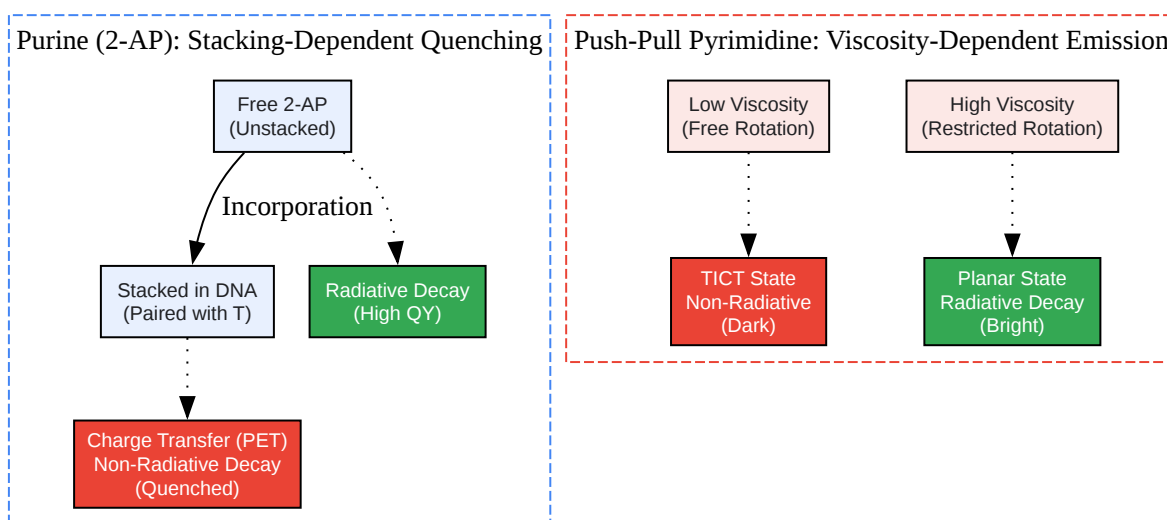 Purine (2-AP): Stacking-Dependent Quenching
Free 2-AP
(Unstacked)
Incorporation
Stacked in DNA
(Paired with T)
Radiative Decay
(High QY)
Charge Transfer (PET)
Non-Radiative Decay
(Quenched)
Push-Pull Pyrimidine: Viscosity-Dependent Emission
Low Viscosity
(Free Rotation)
High Viscosity
(Restricted Rotation)
TICT State
Non-Radiative
(Dark)
Planar State
Radiative Decay
(Bright)